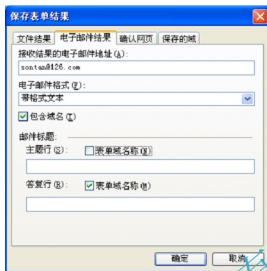 保存表单结果
文件结果 电子邮件结果 确认网页 保存的域
接收结果的电子邮件地址(A):
sontan@126.com
电子邮件格式(F):
带格式文本
包含域名(I)
邮件标题:
主题行(S): 表单域名称(N)
答复行(R): 表单域名称(M)
确定 取消